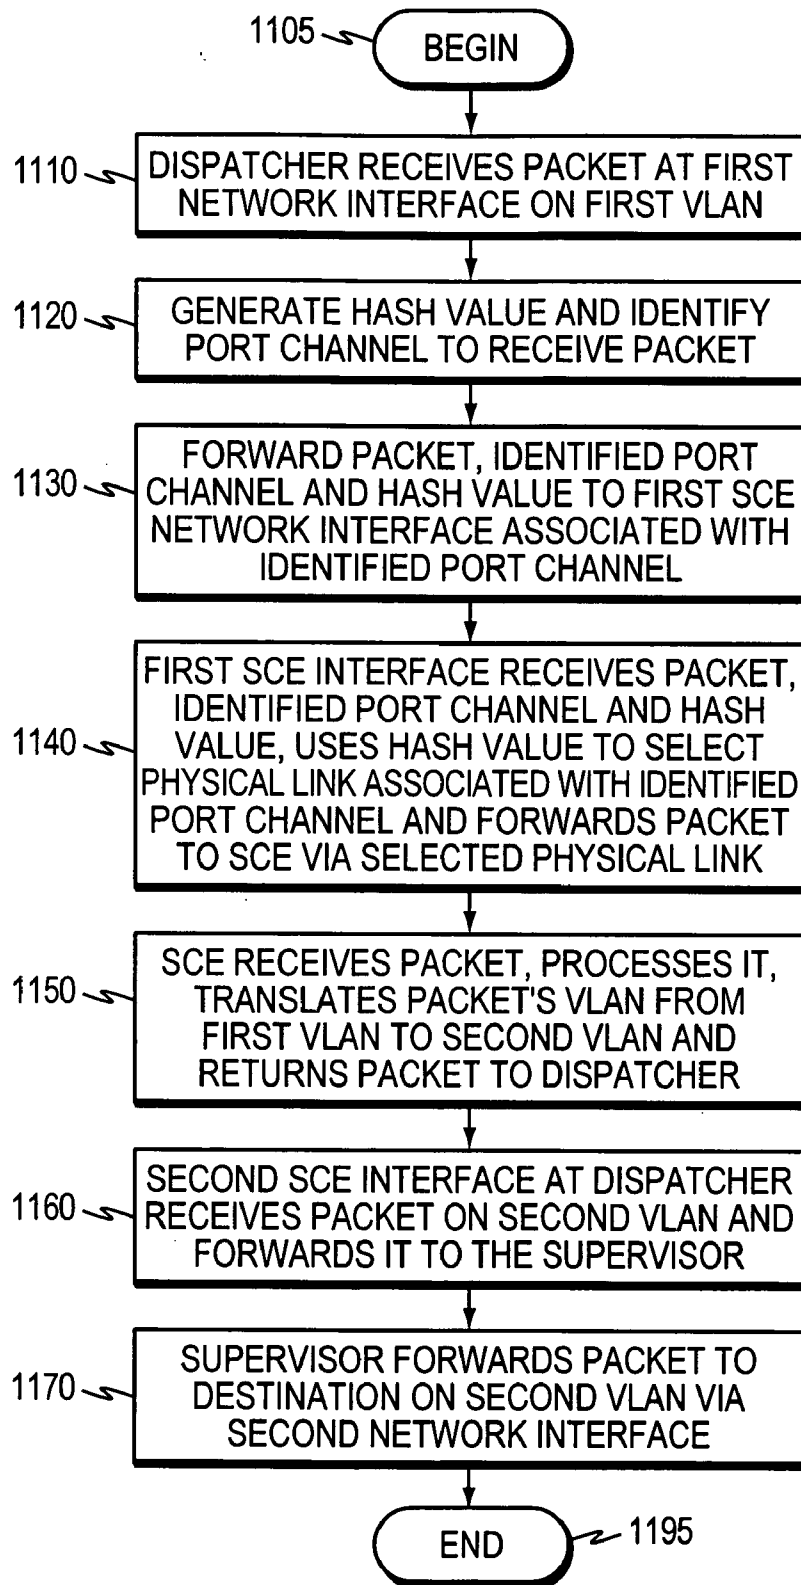 1105
BEGIN
1110
DISPATCHER RECEIVES PACKET AT FIRST
NETWORK INTERFACE ON FIRST VLAN
1120
GENERATE HASH VALUE AND IDENTIFY
PORT CHANNEL TO RECEIVE PACKET
1130
FORWARD PACKET, IDENTIFIED PORT
CHANNEL AND HASH VALUE TO FIRST SCE
NETWORK INTERFACE ASSOCIATED WITH
IDENTIFIED PORT CHANNEL
1140
FIRST SCE INTERFACE RECEIVES PACKET,
IDENTIFIED PORT CHANNEL AND HASH
VALUE, USES HASH VALUE TO SELECT
PHYSICAL LINK ASSOCIATED WITH IDENTIFIED
PORT CHANNEL AND FORWARDS PACKET
TO SCE VIA SELECTED PHYSICAL LINK
1150
SCE RECEIVES PACKET, PROCESSES IT,
TRANSLATES PACKET'S VLAN FROM
FIRST VLAN TO SECOND VLAN AND
RETURNS PACKET TO DISPATCHER
1160
SECOND SCE INTERFACE AT DISPATCHER
RECEIVES PACKET ON SECOND VLAN AND
FORWARDS IT TO THE SUPERVISOR
1170
SUPERVISOR FORWARDS PACKET TO
DESTINATION ON SECOND VLAN VIA
SECOND NETWORK INTERFACE
END
1195